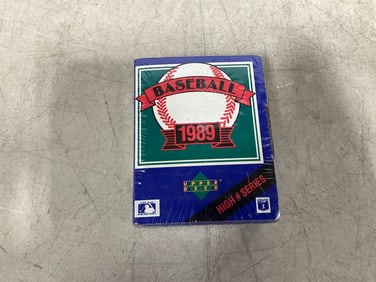 BASEBALL
1989
UPPER
DECK
HIGH # SERIES